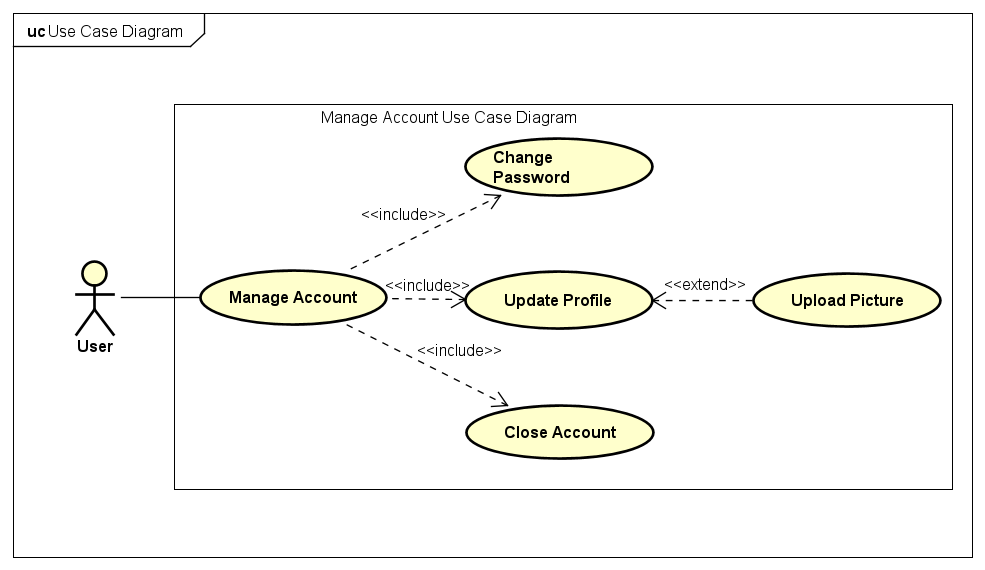 uc Use Case Diagram
Manage Account Use Case Diagram
Change
Password
<<include>>
Manage Account
<<include>>
Update Profile
<<extend>>
Upload Picture
User
<<include>>
Close Account